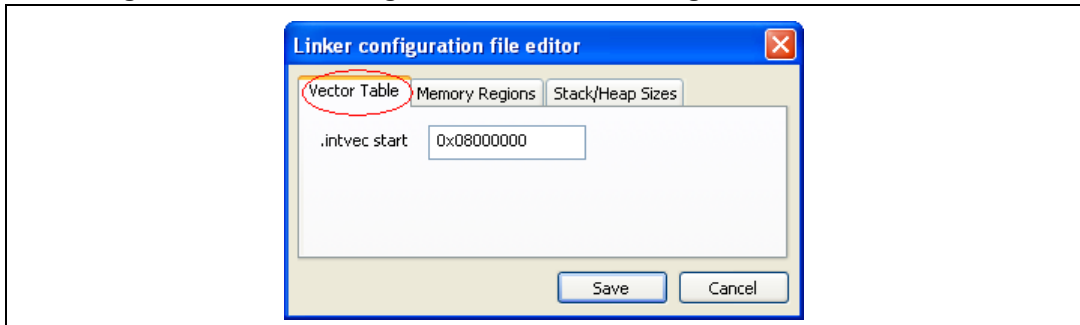 Linker configuration file editor
Vector Table Memory Regions Stack/Heap Sizes
.intvec start 0x08000000
Save Cancel